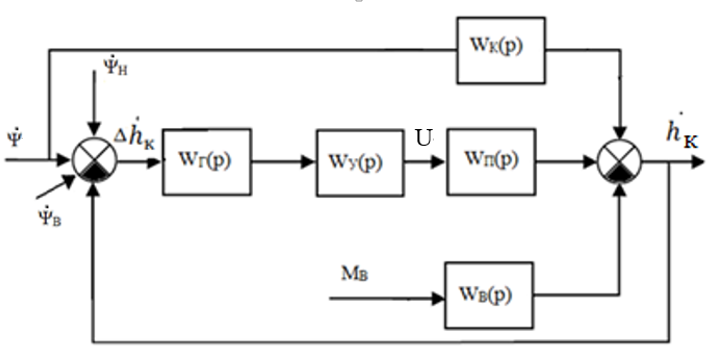 Wк(p)
ψ̇н
ψ̇
Δḣк
Wг(p)
Wу(p)
U
Wп(p)
ḣк
ψ̇в
Mв
Wв(p)